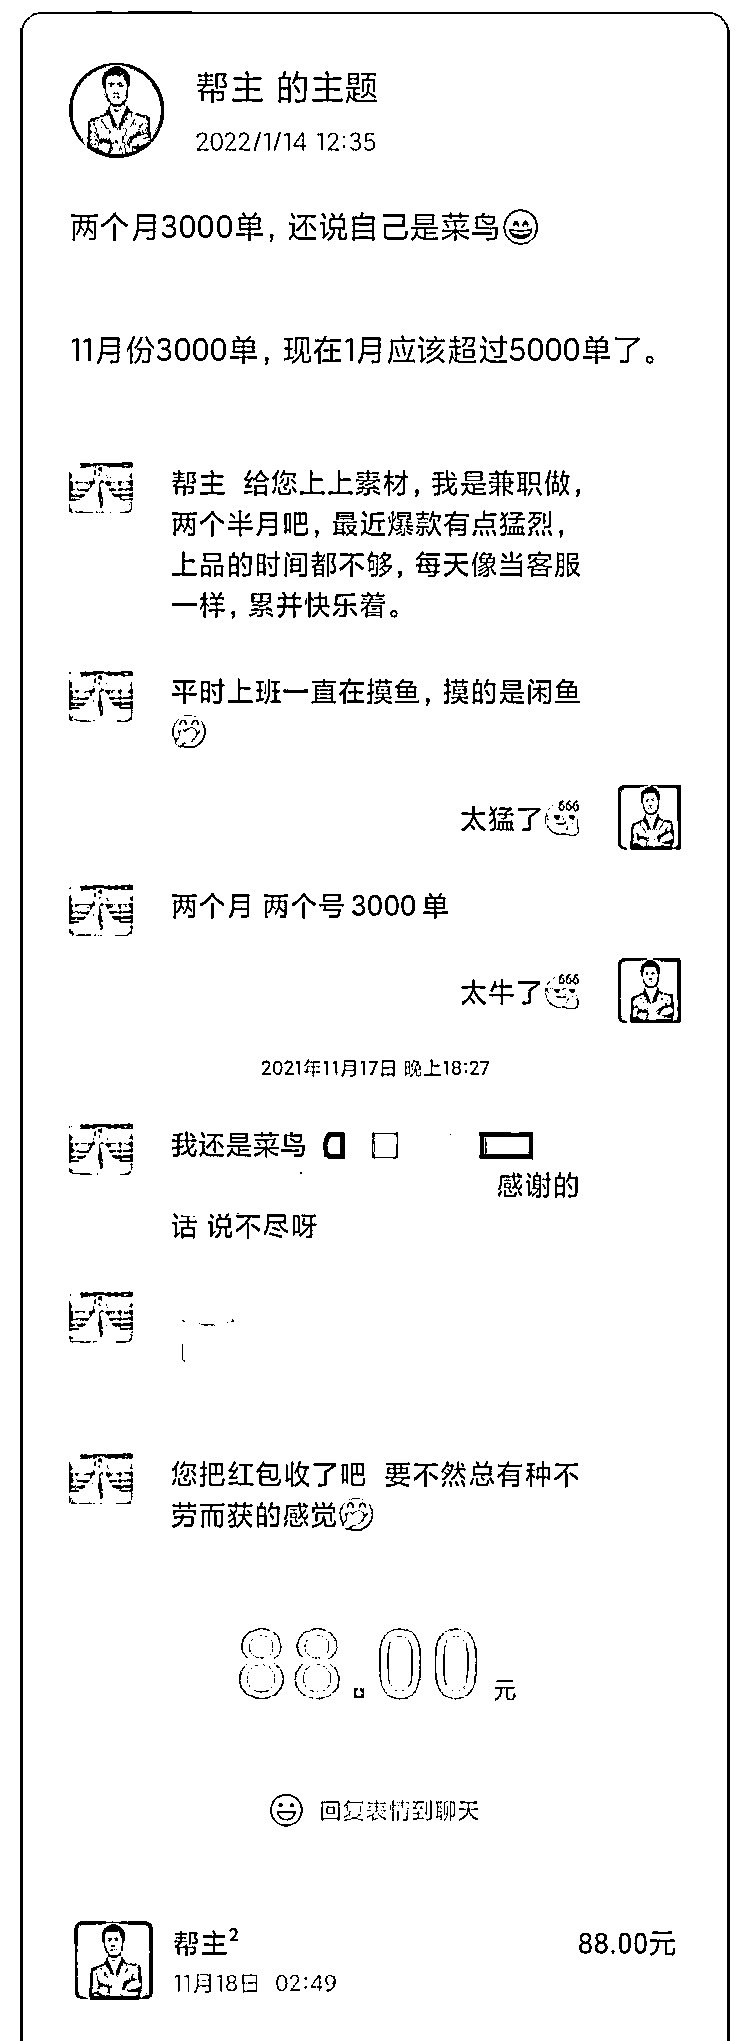 帮主 的主题
2022/1/14 12:35
两个月3000单，还说自己是菜鸟😄
11月份3000单，现在1月应该超过5000单了。
帮主 给您上上素材，我是兼职做，
两个半月吧，最近爆款有点猛烈，
上品的时间都不够，每天像当客服
一样，累并快乐着。
平时上班一直在摸鱼，摸的是闲鱼
🤭
太猛了666
两个月 两个号 3000 单
太牛了666
2021年11月17日 晚上18:27
我还是菜鸟
感谢的
话 说不尽呀
您把红包收了吧 要不然总有种不
劳而获的感觉🤭
88.00 元
回复表情到聊天
帮主²
88.00元
11月18日 02:49